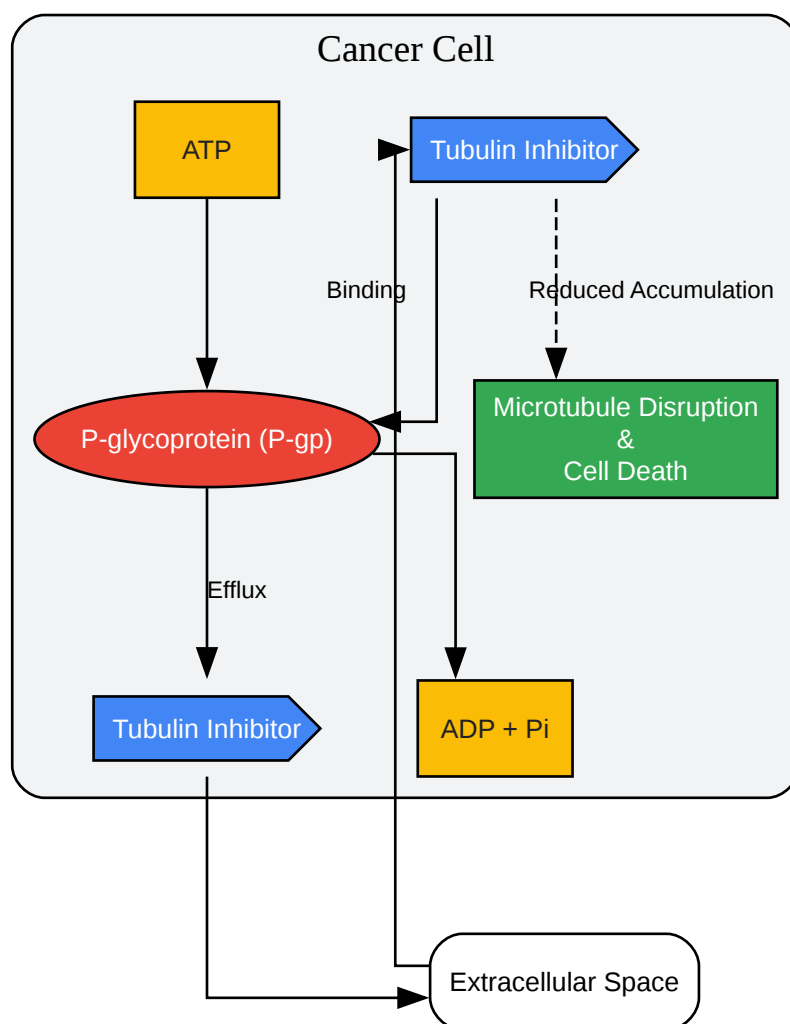 Cancer Cell
ATP
Tubulin Inhibitor
Binding
Reduced Accumulation
P-glycoprotein (P-gp)
Microtubule Disruption
&
Cell Death
Efflux
Tubulin Inhibitor
ADP + Pi
Extracellular Space